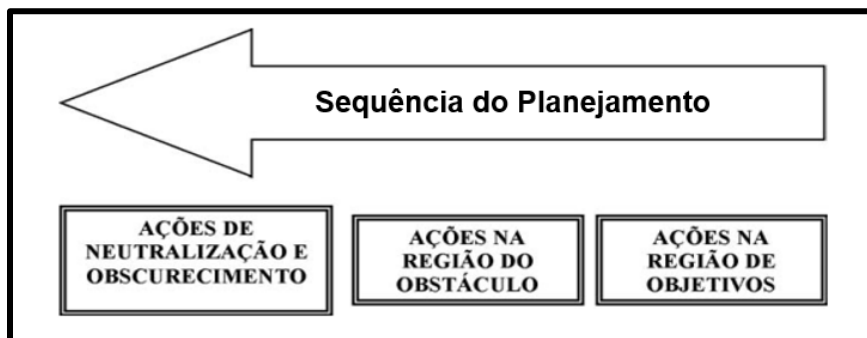 Sequência do Planejamento
AÇÕES DE
NEUTRALIZAÇÃO E
OBSCURECIMENTO
AÇÕES NA
REGIÃO DO
OBSTÁCULO
AÇÕES NA
REGIÃO DE
OBJETIVOS